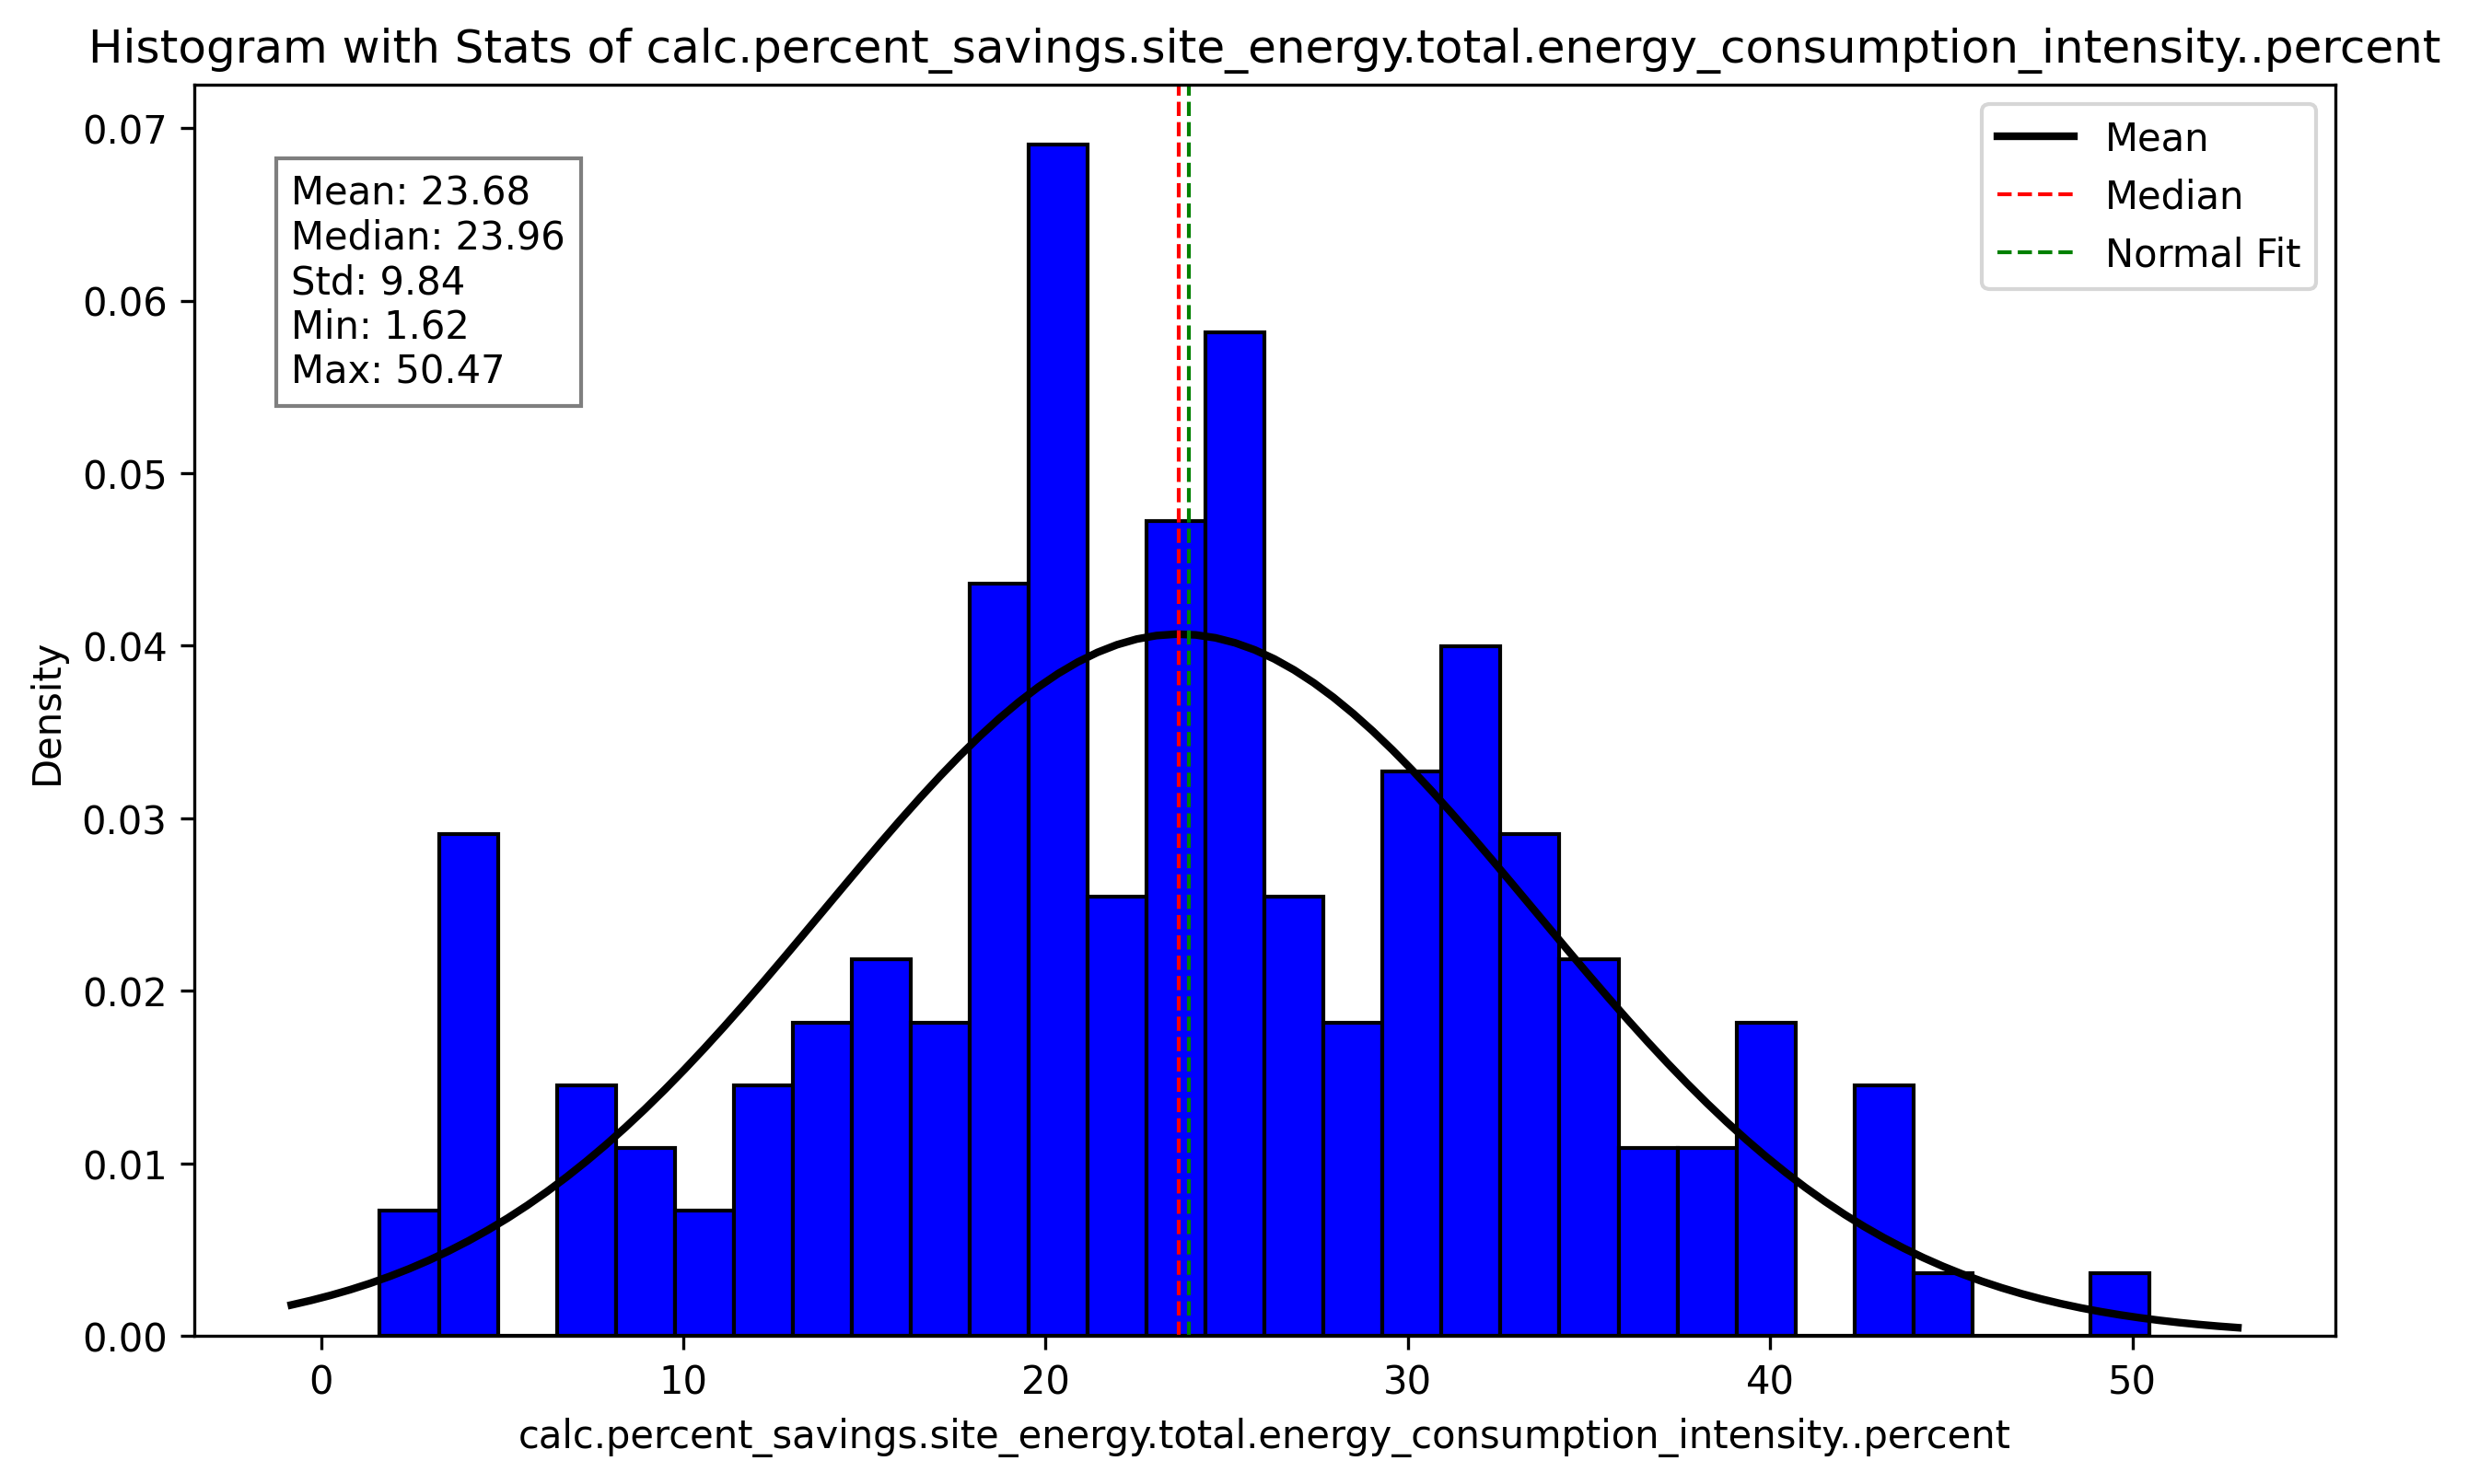 Histogram with Stats of calc.percent_savings.site_energy.total.energy_consumption_intensity..percent
Mean: 23.68
Median: 23.96
Std: 9.84
Min: 1.62
Max: 50.47
Mean
Median
Normal Fit
0.07
0.06
0.05
0.04
0.03
0.02
0.01
0.00
Density
0 10 20 30 40 50
calc.percent_savings.site_energy.total.energy_consumption_intensity..percent